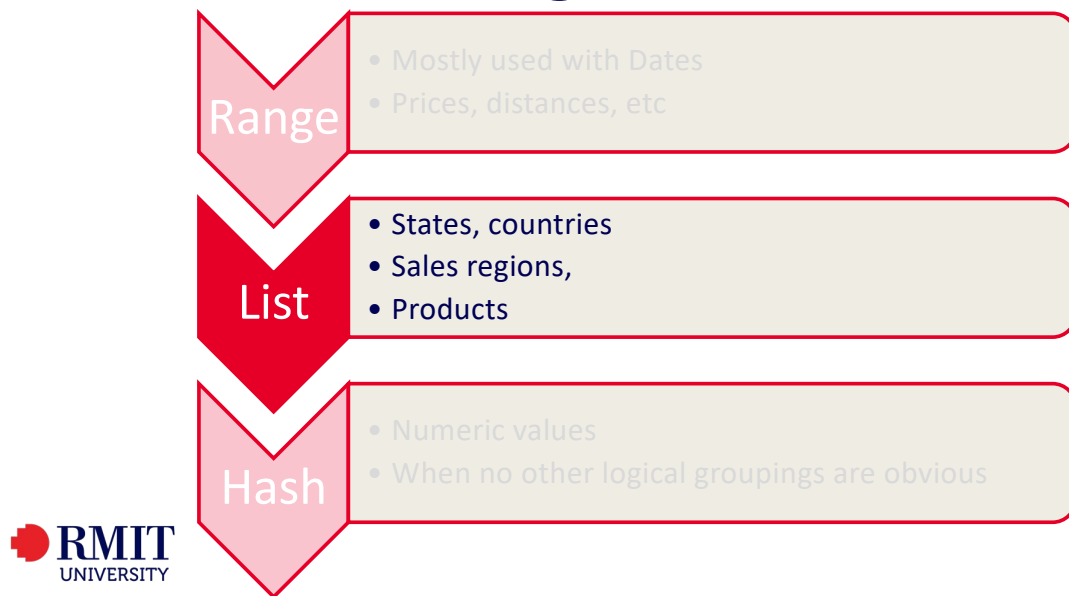 Range
• Mostly used with Dates
• Prices, distances, etc
List
• States, countries
• Sales regions,
• Products
Hash
• Numeric values
• When no other logical groupings are obvious
RMIT
UNIVERSITY